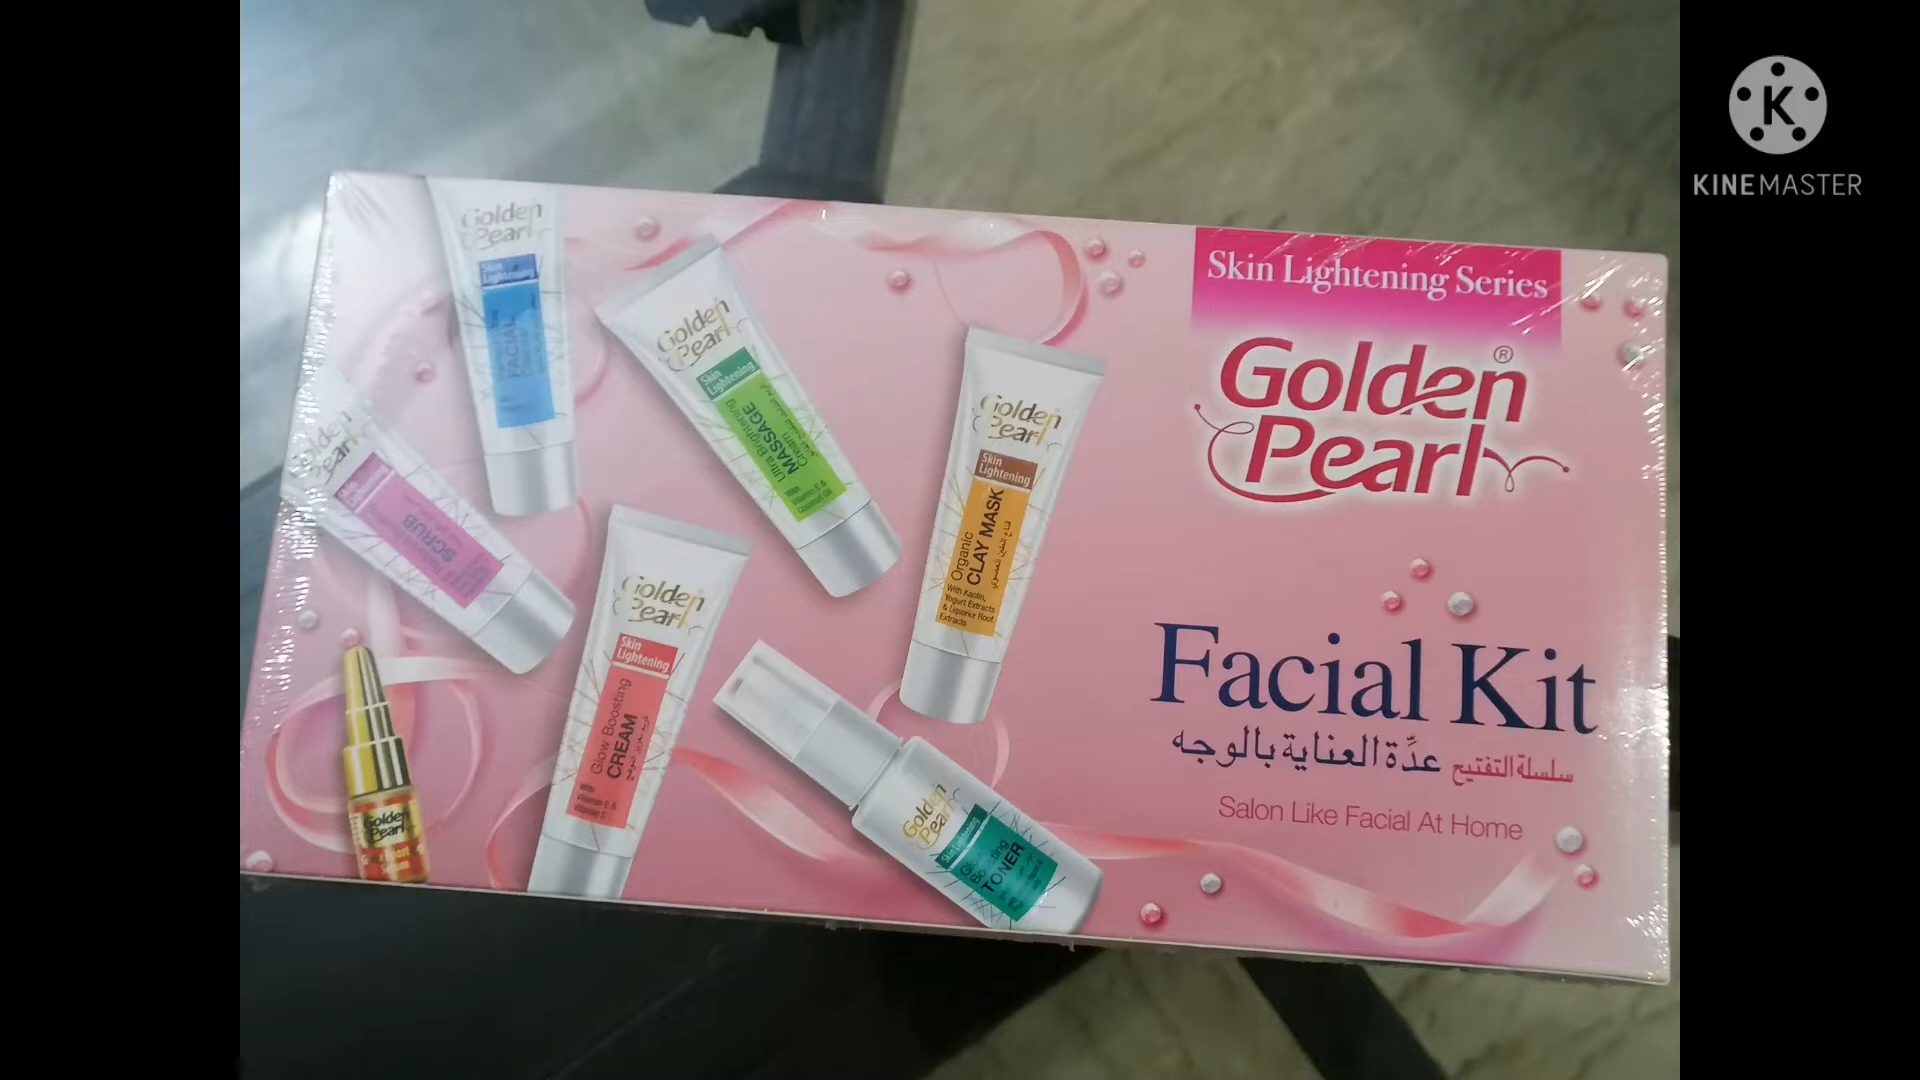 KINEMASTER
Skin Lightening Series
Golden
Pearl
Facial Kit
سلسلة التفتيح عدّة العناية بالوجه
Salon Like Facial At Home
Golden
Pearl
Skin
Lightening
FACIAL
Golden
Pearl
Skin
Lightening
Ultra Brightening
MASSAGE
Cream
With
Vitamin E &
Coconut Oil
Golden
Pearl
Skin
Lightening
Organic
CLAY MASK
With Kaolin,
Yogurt Extracts
& Liquorice Root
Extracts
Golden
Pearl
SCRUB
Golden
Pearl
Skin
Lightening
Glow Boosting
CREAM
With
Golden
Pearl
Golden
Pearl
Skin Lightening
TONER